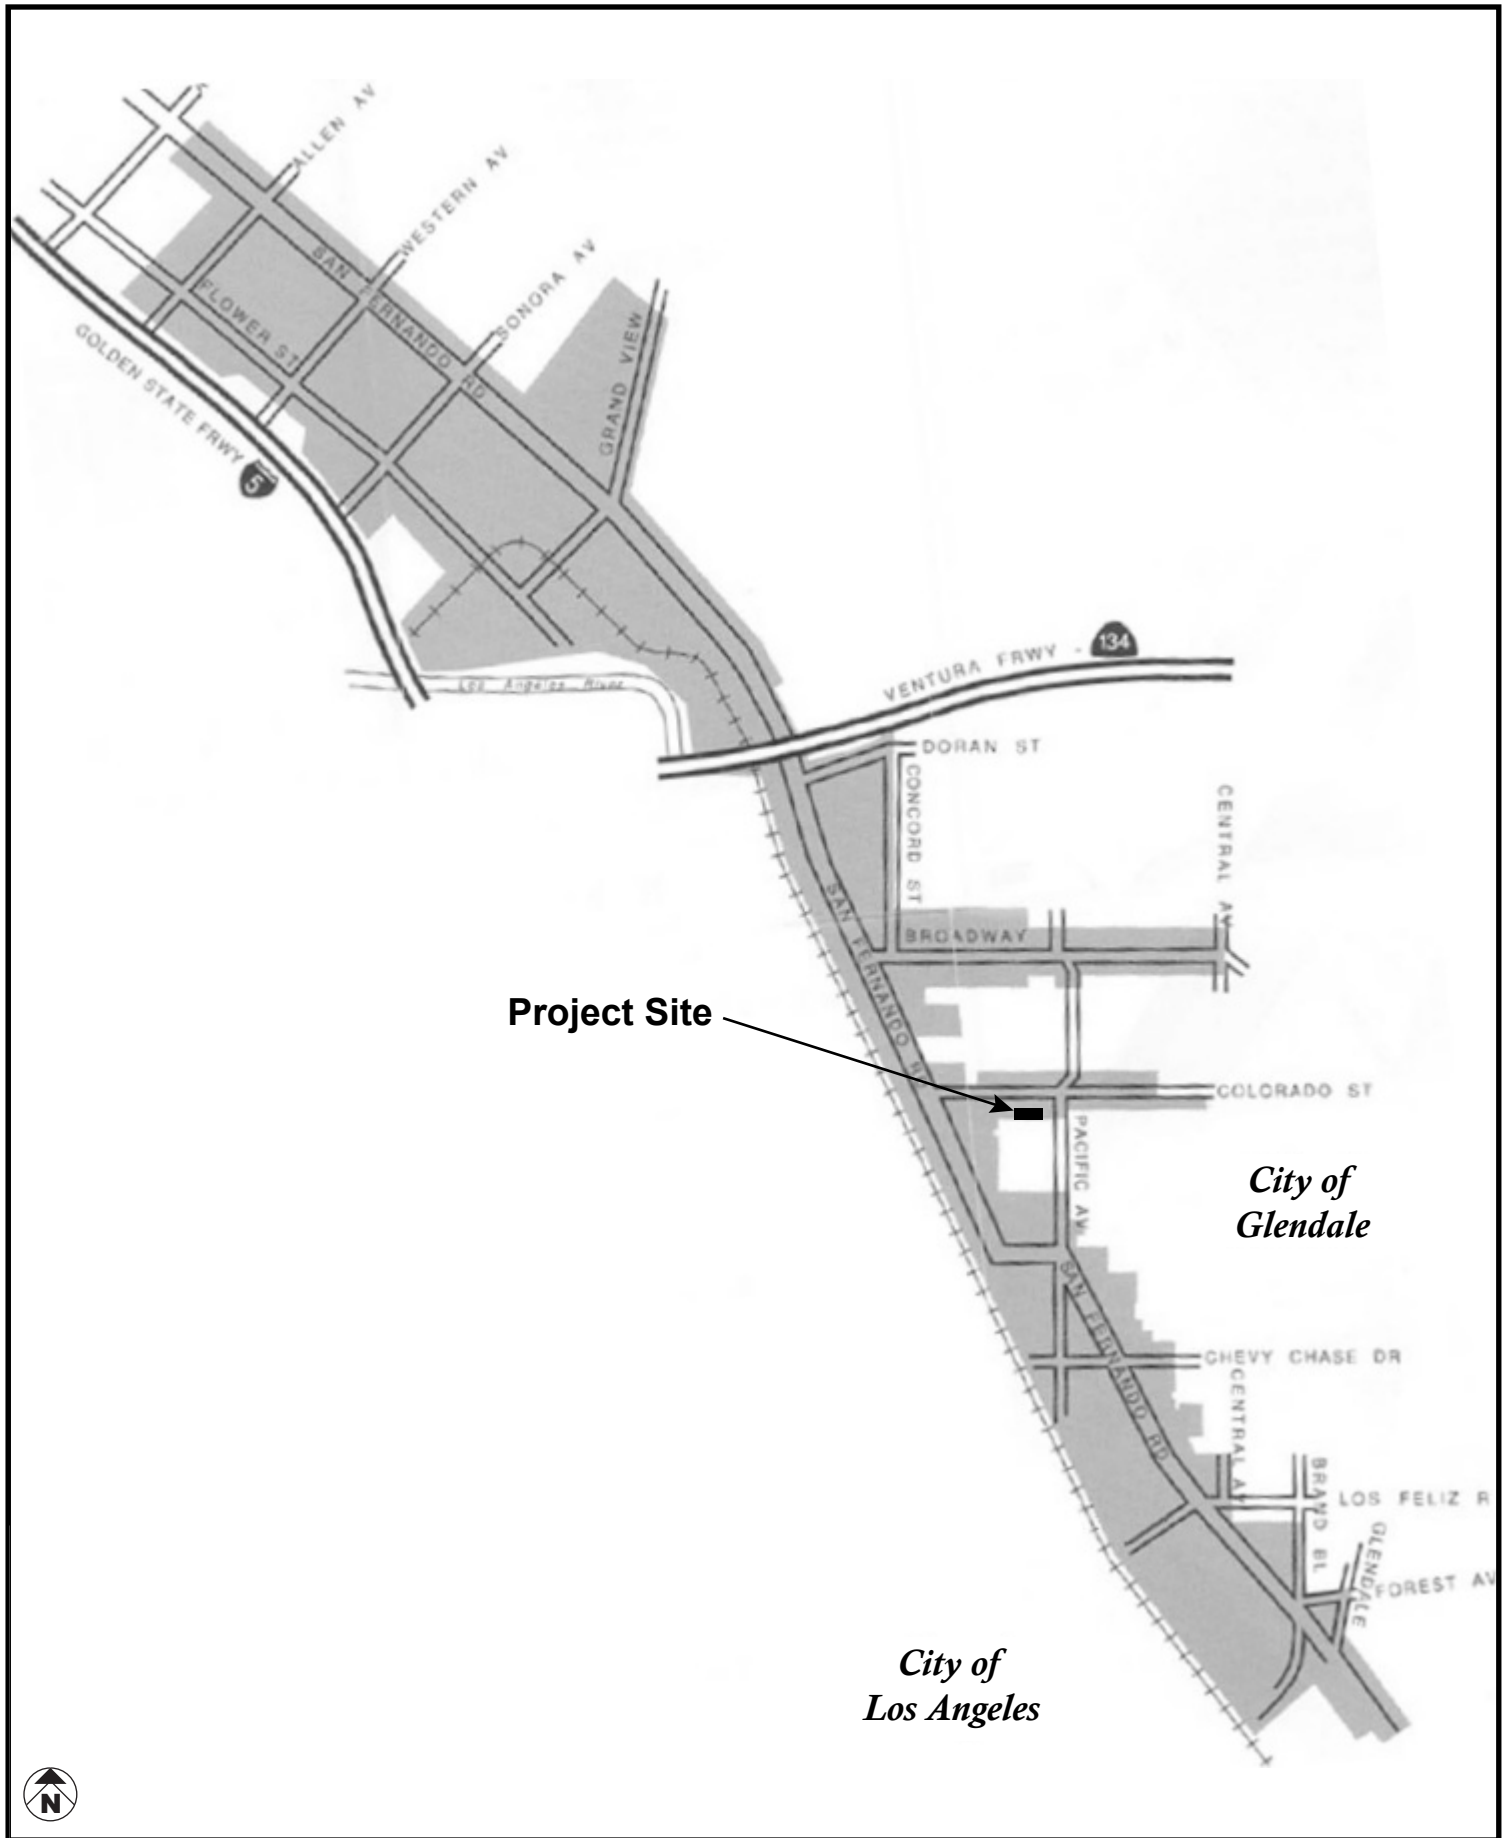 ALLEN AV
WESTERN AV
SONORA AV
SAN FERNANDO RD
FLOWER ST
GRAND VIEW
GOLDEN STATE FRWY
5
Los Angeles River
VENTURA FRWY - 134
DORAN ST
CONCORD ST
CENTRAL AV
SAN FERNANDO RD
BROADWAY
Project Site
COLORADO ST
PACIFIC AV.
City of
Glendale
SAN FERNANDO RD
CHEVY CHASE DR
CENTRAL AV
BRAND BL
LOS FELIZ R
GLENDALE
FOREST AV
City of
Los Angeles
N